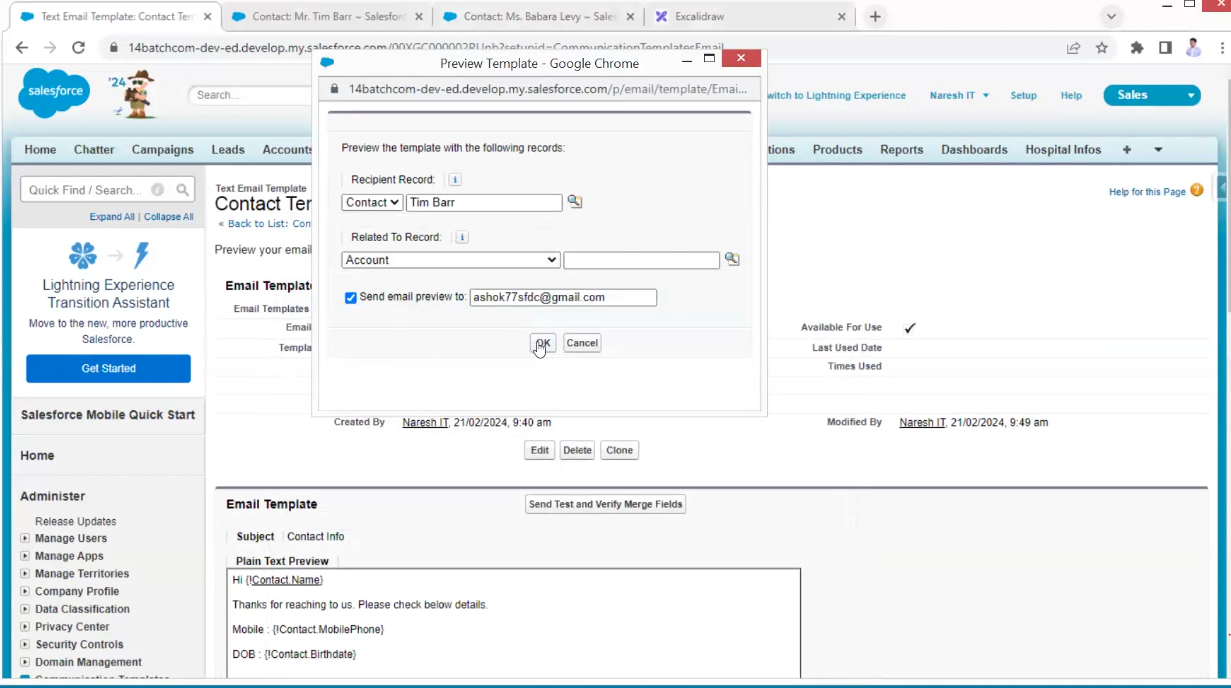 Text Email Template: Contact Ten
Contact: Mr. Tim Barr ~ Salesforc
Contact: Ms. Babara Levy ~ Sales
Excalidraw
14batchcom-dev-ed.develop.my.salesforce.com/00XGC000002PUnb?setupid=CommunicationTemplatesEmail
Preview Template - Google Chrome
14batchcom-dev-ed.develop.my.salesforce.com/p/email/template/Emai...
salesforce
'24
Search...
witch to Lightning Experience
Naresh IT
Setup
Help
Sales
Home
Chatter
Campaigns
Leads
Accounts
tions
Products
Reports
Dashboards
Hospital Infos
Preview the template with the following records:
Recipient Record:
Contact
Tim Barr
Related To Record:
Account
Send email preview to:
ashok77sfdc@gmail.com
OK
Cancel
Quick Find / Search...
Expand All | Collapse All
Lightning Experience
Transition Assistant
Move to the new, more productive
Salesforce.
Get Started
Salesforce Mobile Quick Start
Home
Administer
Release Updates
Manage Users
Manage Apps
Manage Territories
Company Profile
Data Classification
Privacy Center
Security Controls
Domain Management
Communication Templates
Text Email Template
Contact Ter
« Back to List: Con
Preview your email
Help for this Page
Email Template
Email Templates
Email
Templa
Available For Use
Last Used Date
Times Used
Created By
Naresh IT, 21/02/2024, 9:40 am
Modified By
Naresh IT, 21/02/2024, 9:49 am
Edit
Delete
Clone
Email Template
Send Test and Verify Merge Fields
Subject
Contact Info
Plain Text Preview
Hi {!Contact.Name}
Thanks for reaching to us. Please check below details.
Mobile : {!Contact.MobilePhone}
DOB : {!Contact.Birthdate}